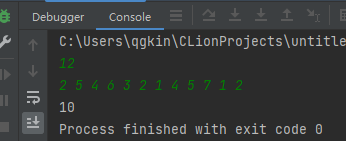 Debugger
Console
C:\Users\qgkin\CLionProjects\untitle
12
2 5 4 6 3 2 1 4 5 7 1 2
10
Process finished with exit code 0